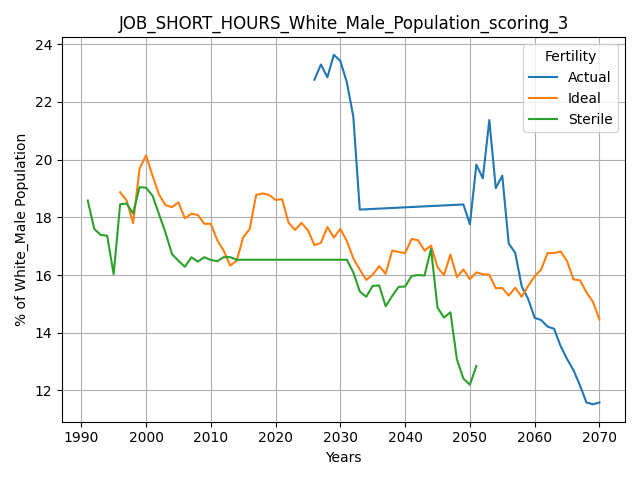 JOB_SHORT_HOURS_White_Male_Population_scoring_3
24
22
20
18
16
14
12
% of White_Male Population
Fertility
Actual
Ideal
Sterile
1990 2000 2010 2020 2030 2040 2050 2060 2070
Years